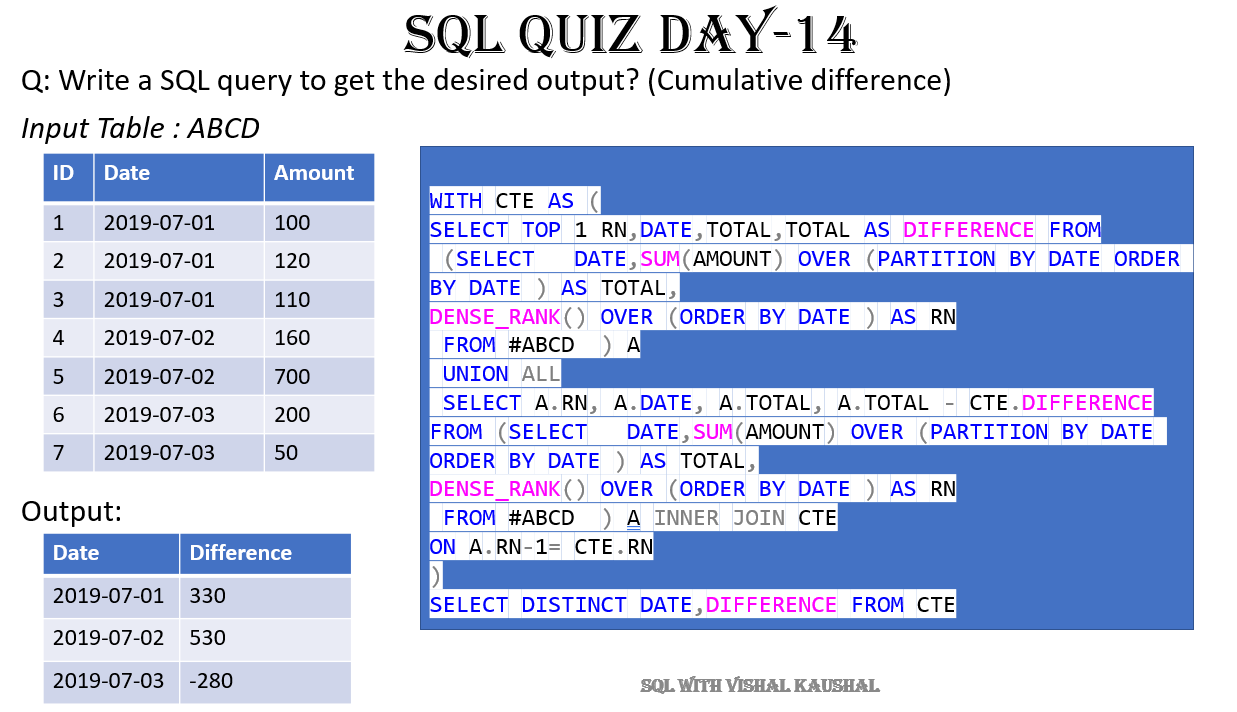 SQL QUIZ DAY-14
Q: Write a SQL query to get the desired output? (Cumulative difference)
Input Table : ABCD
ID Date Amount
1 2019-07-01 100
2 2019-07-01 120
3 2019-07-01 110
4 2019-07-02 160
5 2019-07-02 700
6 2019-07-03 200
7 2019-07-03 50
Output:
Date Difference
2019-07-01 330
2019-07-02 530
2019-07-03 -280
WITH CTE AS (
SELECT TOP 1 RN,DATE,TOTAL,TOTAL AS DIFFERENCE FROM
(SELECT DATE,SUM(AMOUNT) OVER (PARTITION BY DATE ORDER
BY DATE ) AS TOTAL,
DENSE_RANK() OVER (ORDER BY DATE ) AS RN
FROM #ABCD ) A
UNION ALL
SELECT A.RN, A.DATE, A.TOTAL, A.TOTAL - CTE.DIFFERENCE
FROM (SELECT DATE,SUM(AMOUNT) OVER (PARTITION BY DATE
ORDER BY DATE ) AS TOTAL,
DENSE_RANK() OVER (ORDER BY DATE ) AS RN
FROM #ABCD ) A INNER JOIN CTE
ON A.RN-1= CTE.RN
)
SELECT DISTINCT DATE,DIFFERENCE FROM CTE
SQL WITH VISHAL KAUSHAL